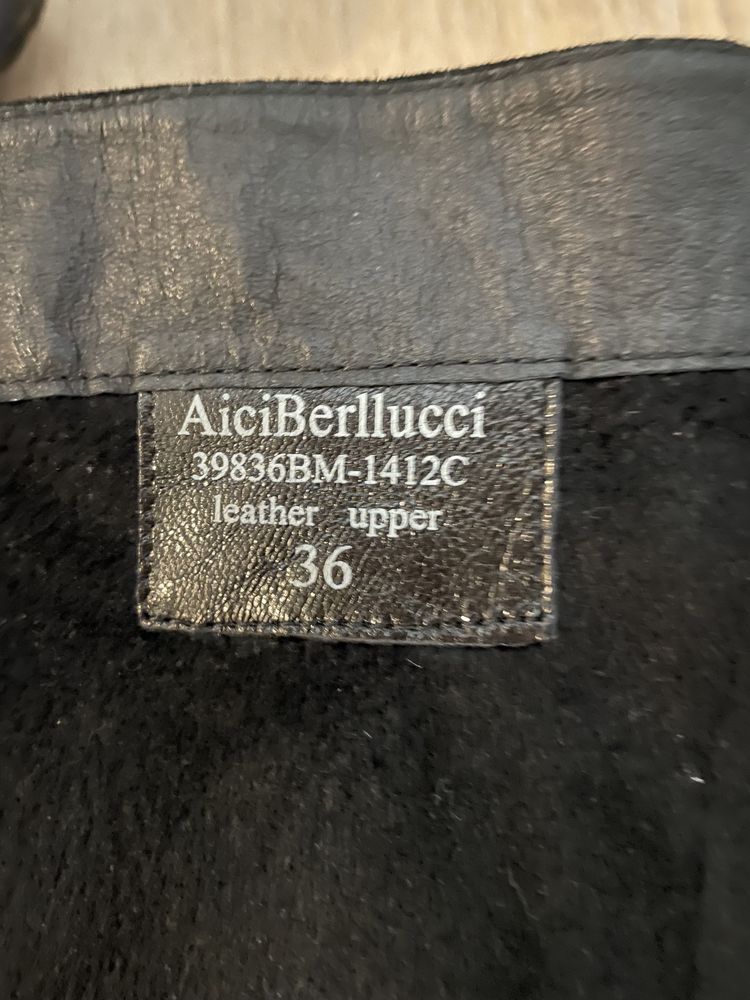 AiciBerllucci
39836BM-1412C
leather upper
36